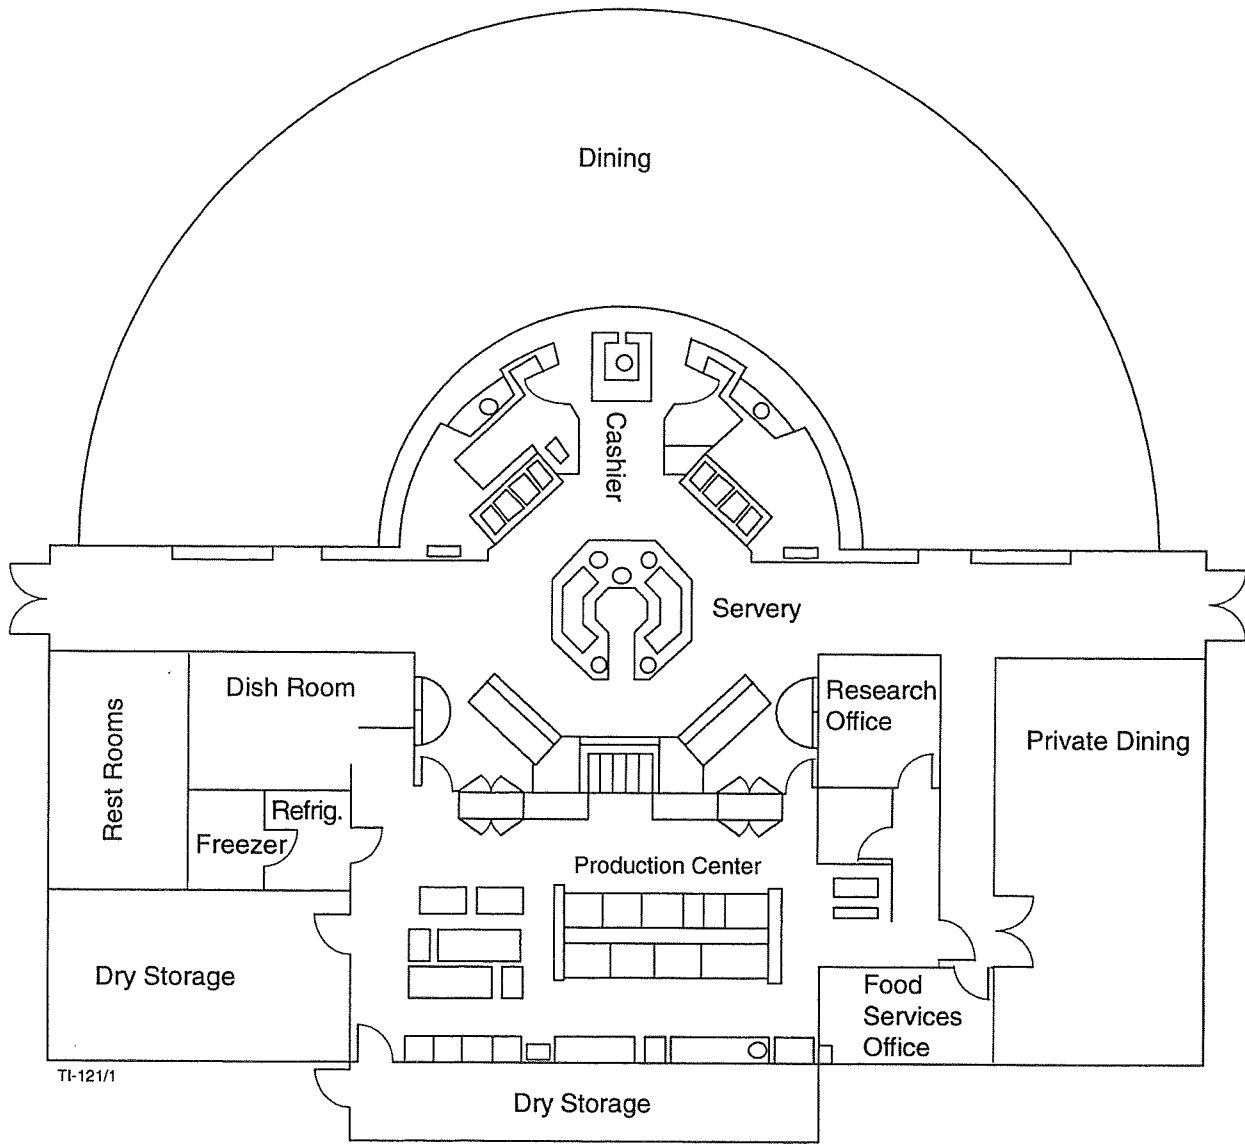 Dining
Cashier
Servery
Dish Room
Research
Office
Rest Rooms
Private Dining
Refrig.
Freezer
Production Center
Dry Storage
Food
Services
Office
TI-121/1
Dry Storage